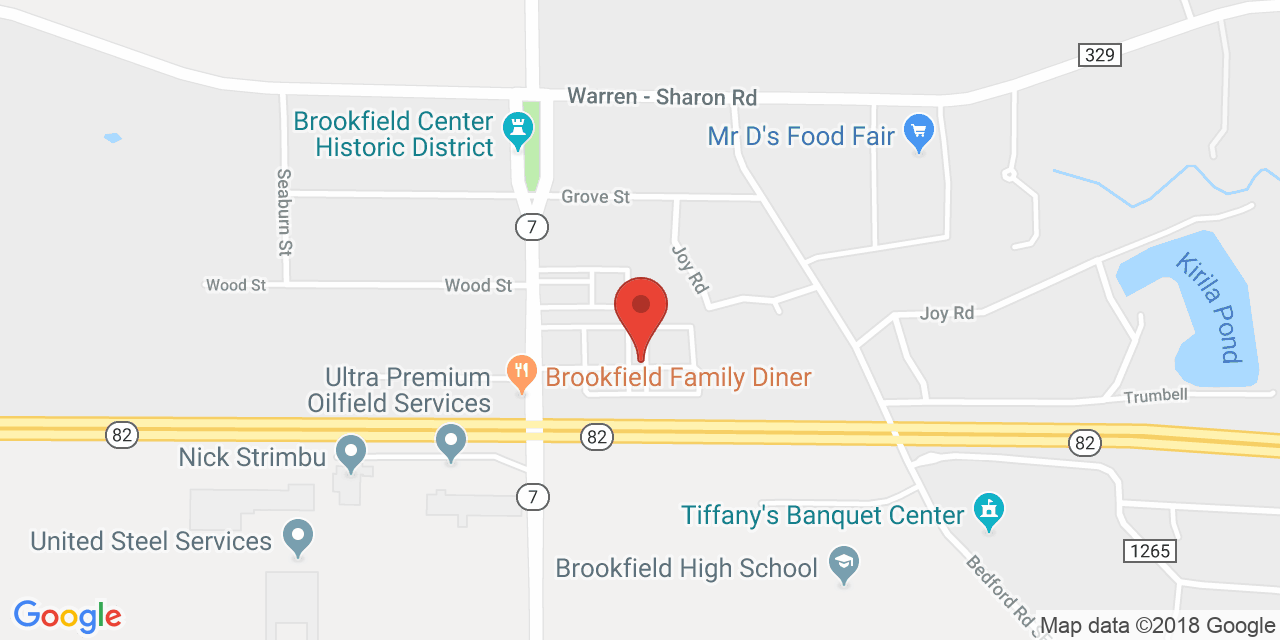 329
Warren - Sharon Rd
Brookfield Center
Historic District
Mr D's Food Fair
Seaburn St
Grove St
7
Joy Rd
Kirila Pond
Wood St
Wood St
Joy Rd
Ultra Premium
Oilfield Services
Brookfield Family Diner
Trumbell
82
82
82
Nick Strimbu
7
Tiffany's Banquet Center
United Steel Services
1265
Brookfield High School
Bedford Rd SE
Google
Map data ©2018 Google